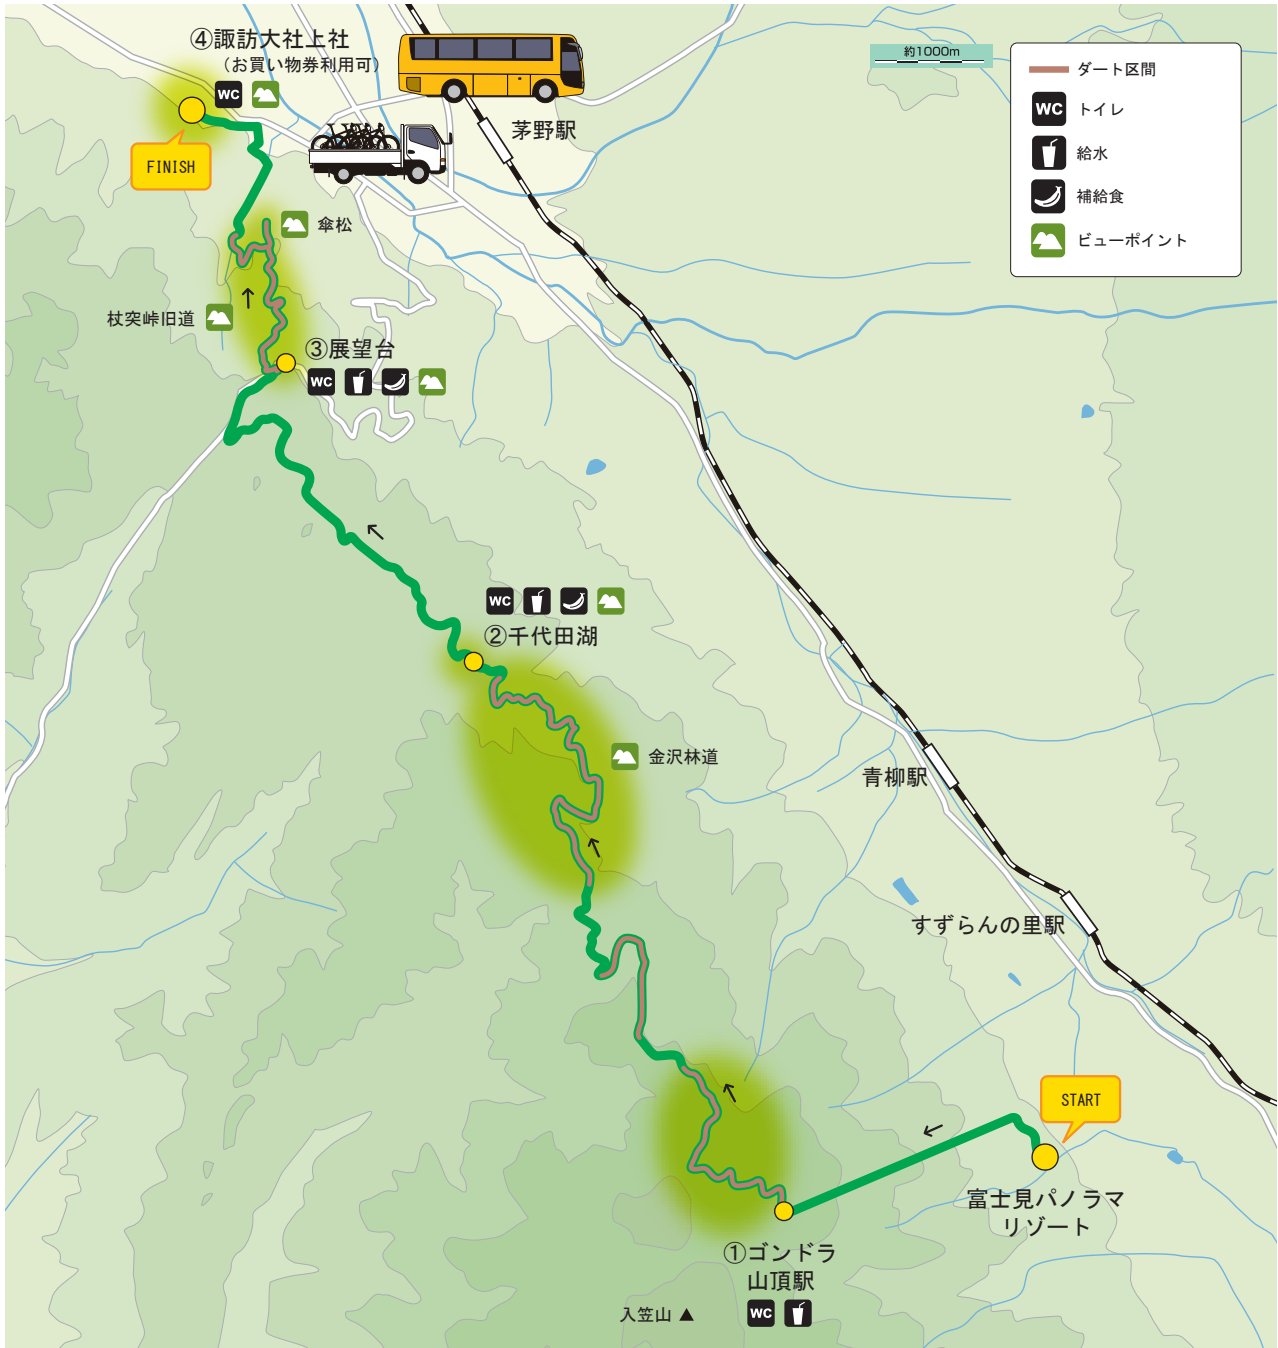 ④諏訪大社上社
（お買い物券利用可）
WC
FINISH
茅野駅
約1000m
ダート区間
WC
トイレ
給水
補給食
ビューポイント
傘松
杖突峠旧道
③展望台
WC
WC
②千代田湖
金沢林道
青柳駅
すずらんの里駅
START
富士見パノラマ
リゾート
①ゴンドラ
山頂駅
WC
入笠山▲